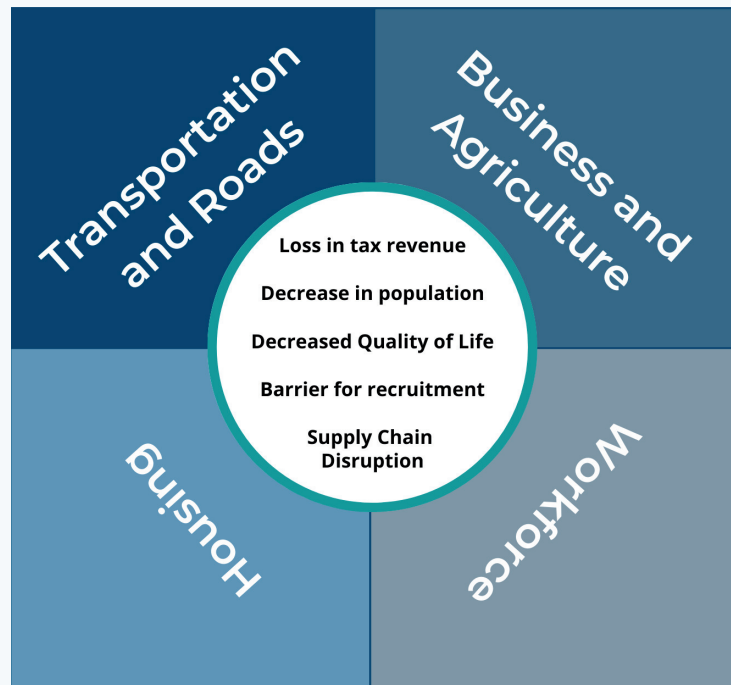 Transportation
and Roads
Business and
Agriculture
Loss in tax revenue
Decrease in population
Decreased Quality of Life
Barrier for recruitment
Supply Chain
Disruption
Housing
Workforce